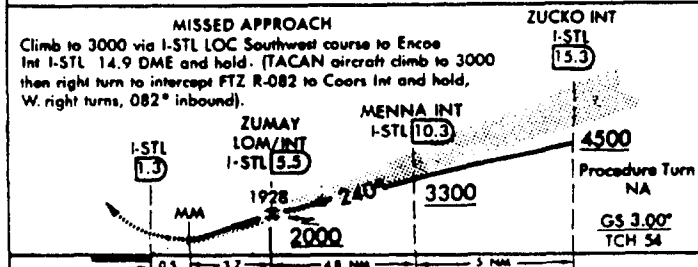 MISSED APPROACH
Climb to 3000 via I-STL LOC Southwest course to Encoe
Int I-STL 14.9 DME and hold. (TACAN aircraft climb to 3000
then right turn to intercept FTZ R-082 to Coors Int and hold,
W. right turns, 082° inbound).
ZUCKO INT
I-STL
15.3
MENNA INT
I-STL 10.3
ZUMAY
LOM/INT
I-STL 5.5
I-STL
1.3
4500
Procedure Turn
NA
GS 3.00°
TCH 54
3300
240°
1928
2000
MM
0.5
3.7
4.8 NM
5 NM